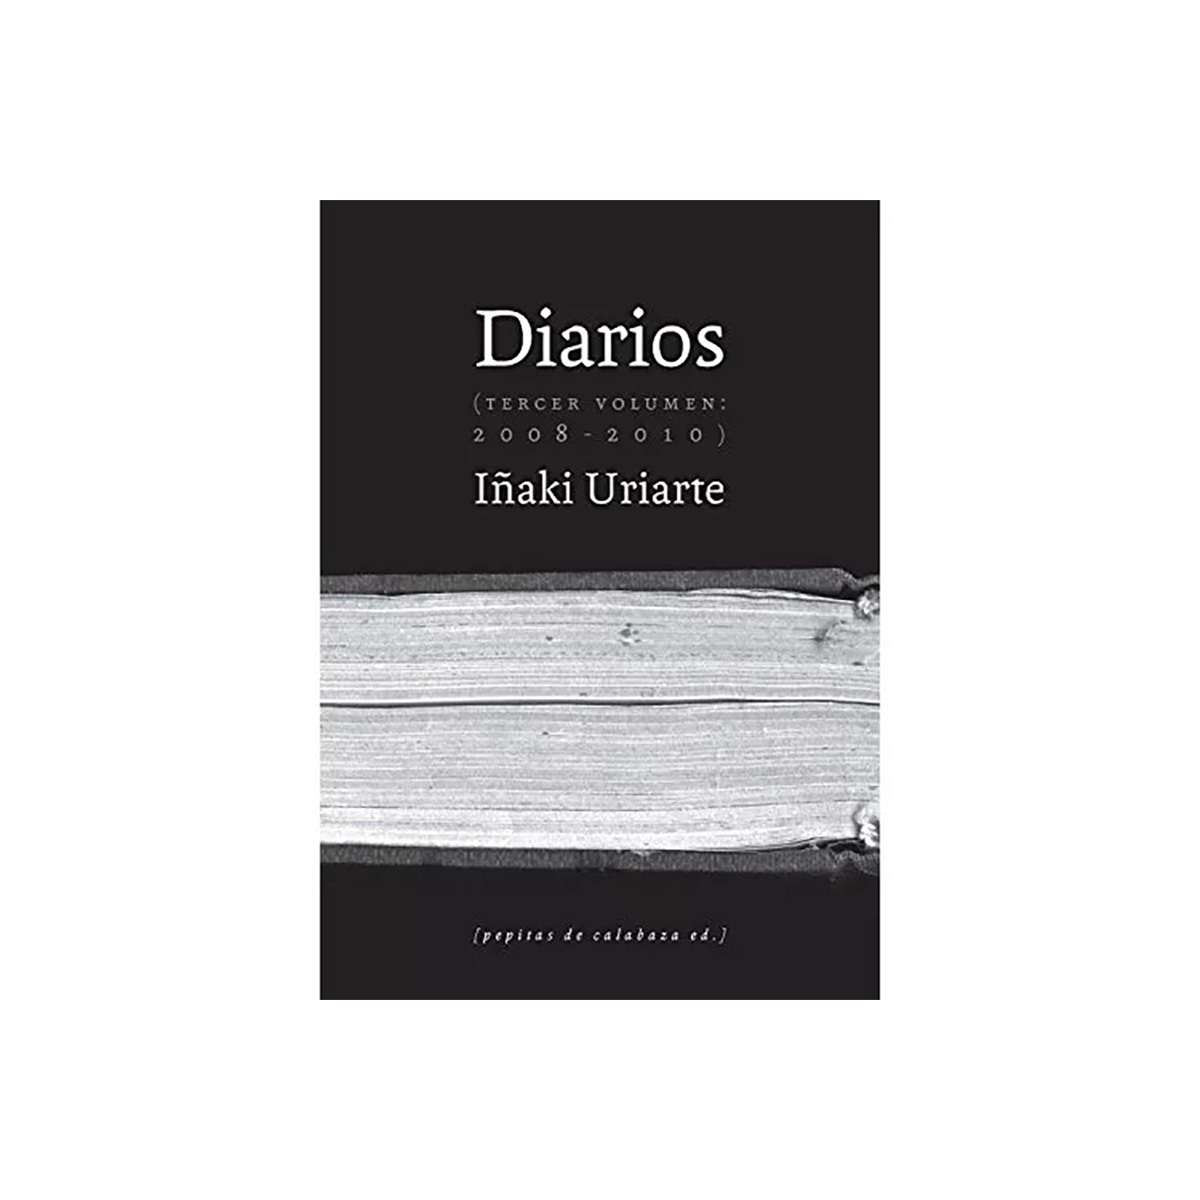 Diarios
(TERCER VOLUMEN:
2008-2010)
Iñaki Uriarte
[pepitas de calabaza ed.]